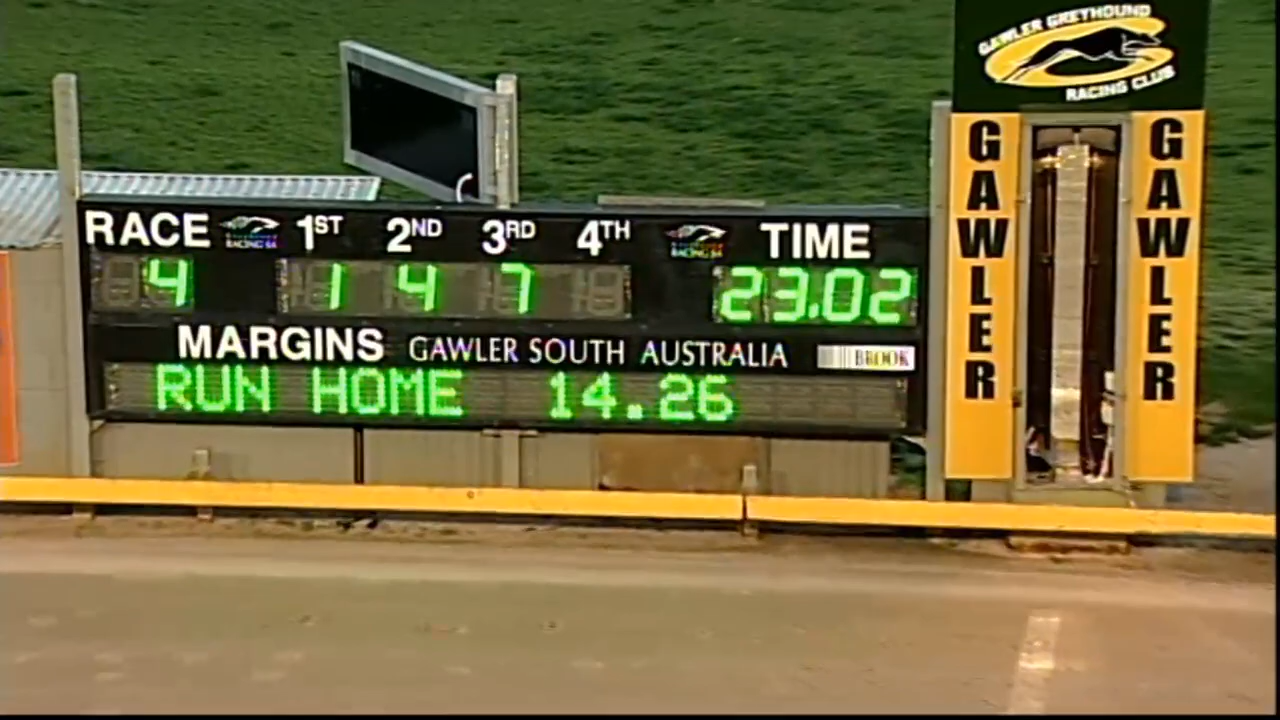 GAWLER GREYHOUND
RACING CLUB
GAWLER
GAWLER
RACE 1ST 2ND 3RD 4TH TIME
4 1 4 7 23.02
MARGINS GAWLER SOUTH AUSTRALIA BROOK
RUN HOME 14.26